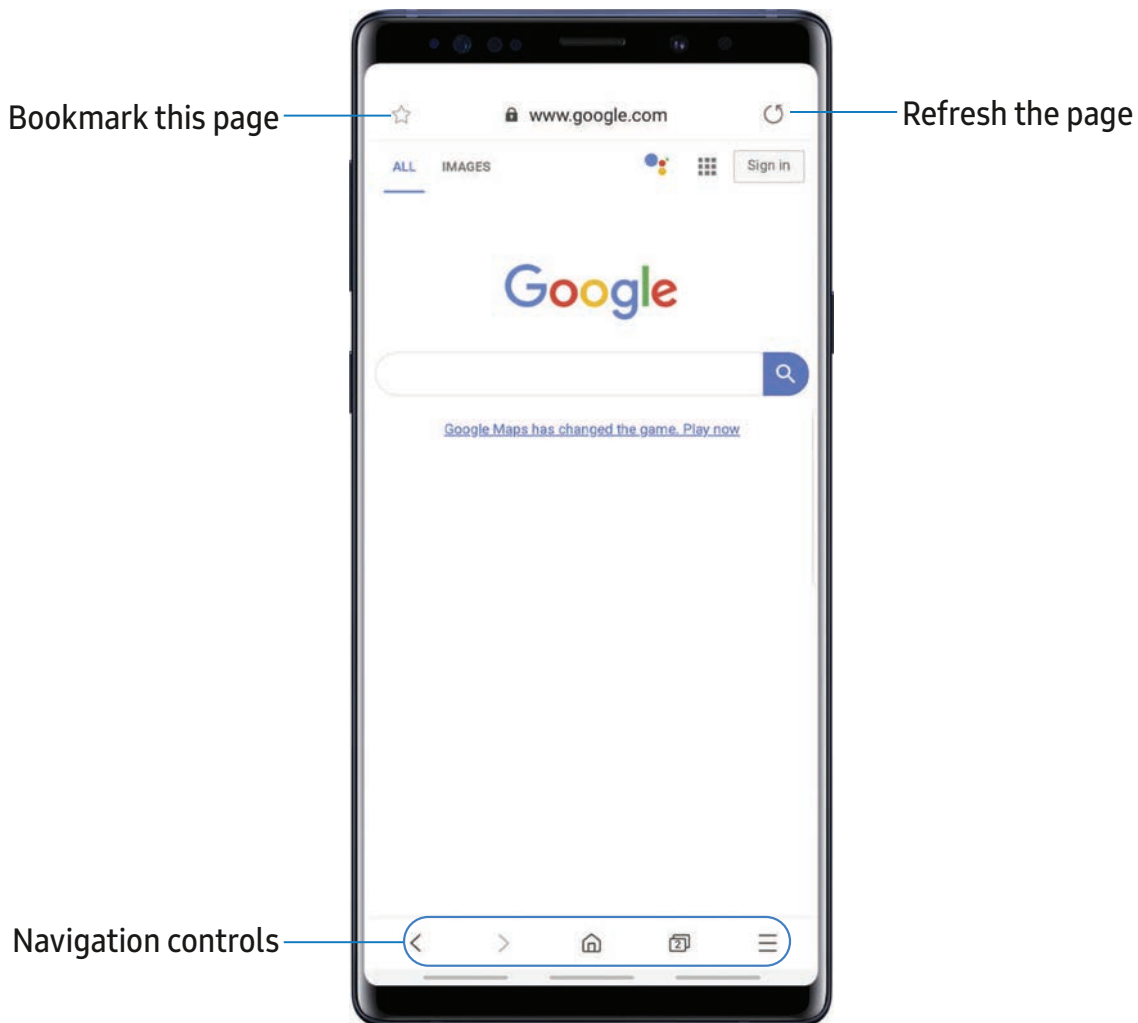 Bookmark this page
www.google.com
Refresh the page
ALL IMAGES Sign in
Google
Google Maps has changed the game. Play now
Navigation controls
2